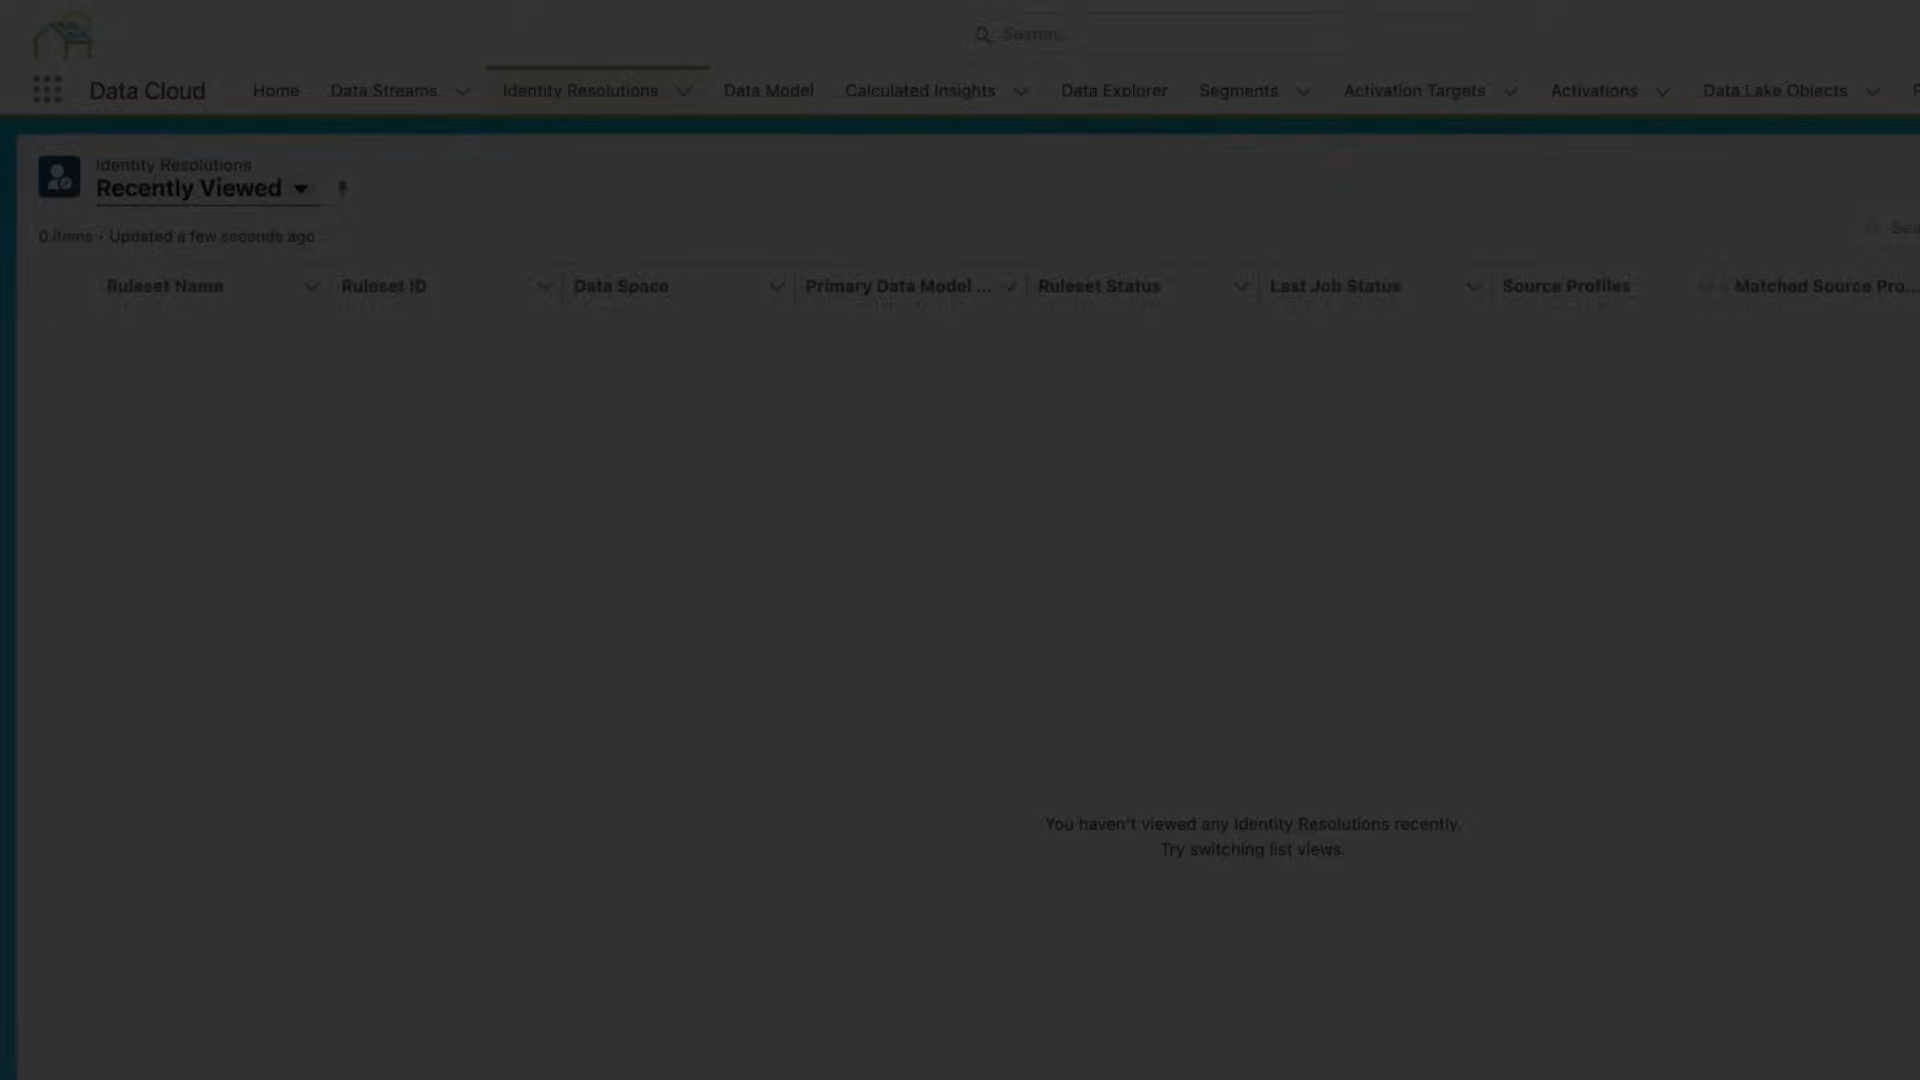 Search...
Data Cloud Home Data Streams Identity Resolutions Data Model Calculated Insights Data Explorer Segments Activation Targets Activations Data Lake Objects
Identity Resolutions
Recently Viewed
0 items • Updated a few seconds ago
Ruleset Name Ruleset ID Data Space Primary Data Model ... Ruleset Status Last Job Status Source Profiles Matched Source Pro...
You haven't viewed any Identity Resolutions recently.
Try switching list views.